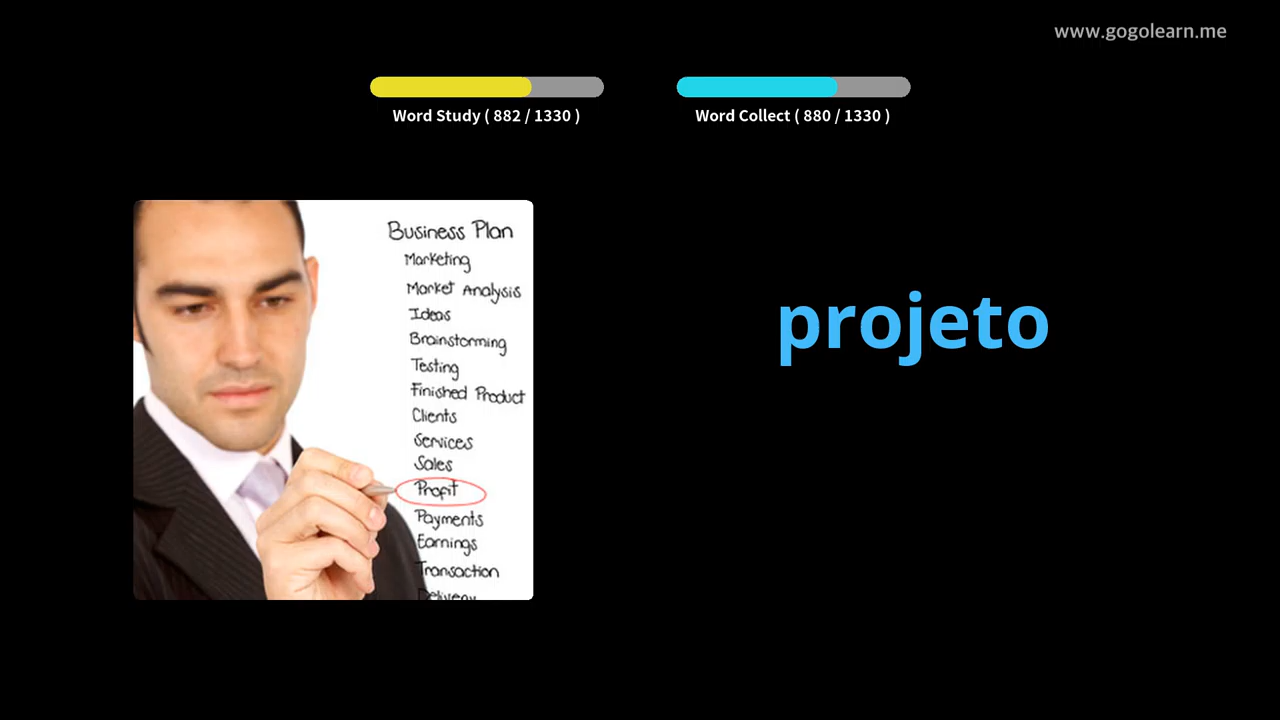 www.gogolearn.me
Word Study ( 882 / 1330 )
Word Collect ( 880 / 1330 )
Business Plan
Marketing
Market Analysis
Ideas
Brainstorming
Testing
Finished Product
Clients
Services
Sales
Profit
Payments
Earnings
Transaction
Delivery
projeto